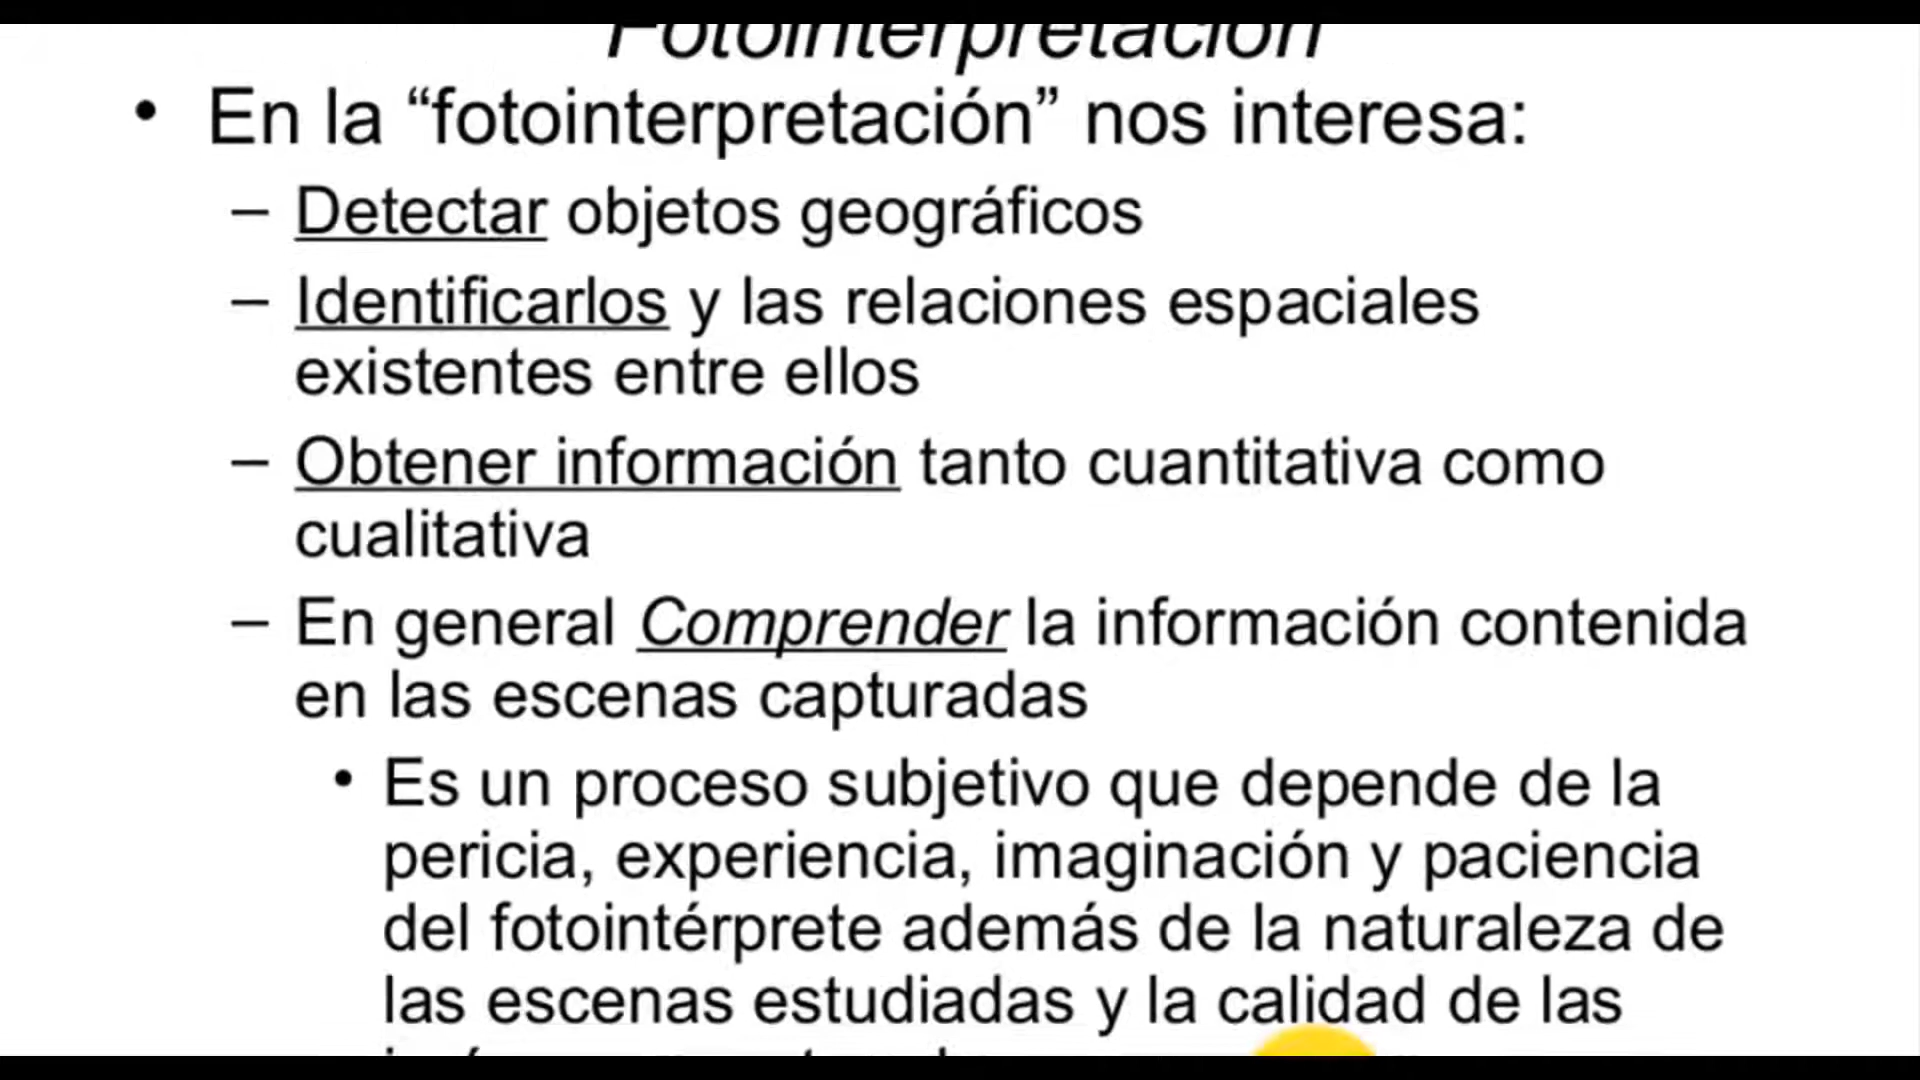 Fotointerpretación
• En la “fotointerpretación” nos interesa:
– Detectar objetos geográficos
– Identificarlos y las relaciones espaciales
existentes entre ellos
– Obtener información tanto cuantitativa como
cualitativa
– En general Comprender la información contenida
en las escenas capturadas
• Es un proceso subjetivo que depende de la
pericia, experiencia, imaginación y paciencia
del fotointérprete además de la naturaleza de
las escenas estudiadas y la calidad de las